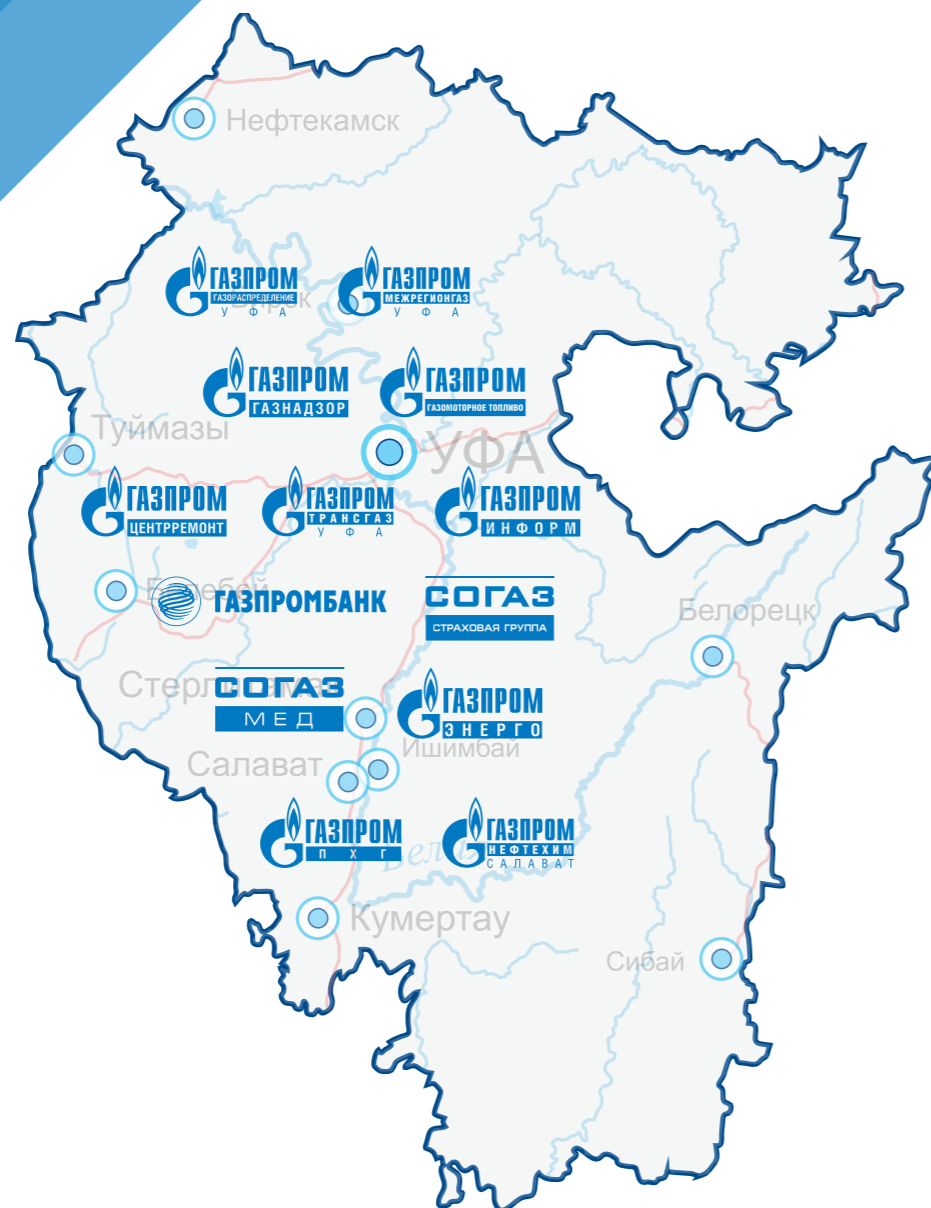 Нефтекамск
ГАЗПРОМ
ГАЗОРАСПРЕДЕЛЕНИЕ
УФА
ГАЗПРОМ
МЕЖРЕГИОНГАЗ
УФА
ГАЗПРОМ
ГАЗНАДЗОР
ГАЗПРОМ
ГАЗОМОТОРНОЕ ТОПЛИВО
Туймазы
УФА
ГАЗПРОМ
ЦЕНТРРЕМОНТ
ГАЗПРОМ
ТРАНСГАЗ
УФА
ГАЗПРОМ
ИНФОРМ
Белебей
ГАЗПРОМБАНК
СОГАЗ
СТРАХОВАЯ ГРУППА
Белорецк
Стерлитамак
СОГАЗ
МЕД
ГАЗПРОМ
ЭНЕРГО
Ишимбай
Салават
ГАЗПРОМ
ПХГ
ГАЗПРОМ
НЕФТЕХИМ
САЛАВАТ
Кумертау
Сибай